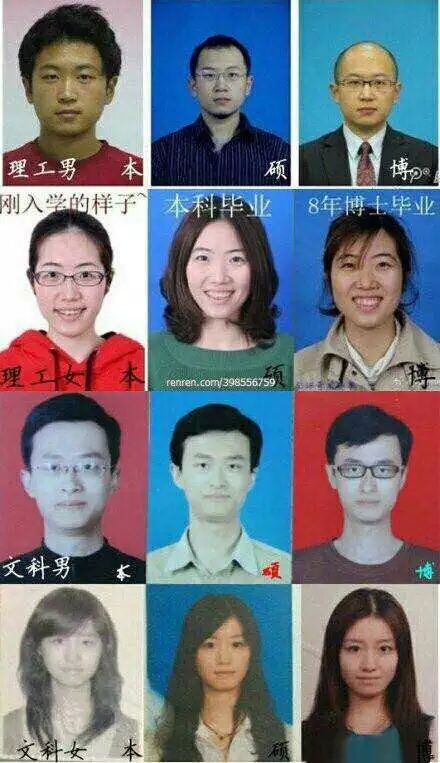 理工男 本
硕
博
刚入学的样子~
本科毕业
8年博士毕业
理工女 本
renren.com/398556759
硕
博
文科男 本
硕
博
文科女 本
硕
博